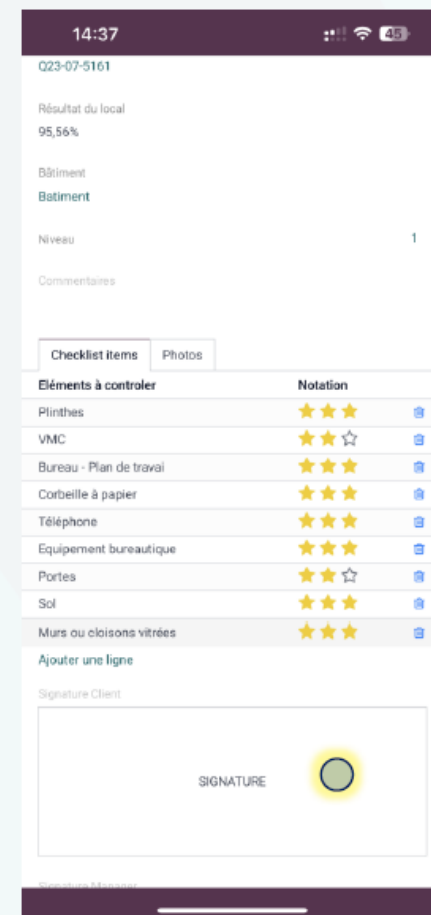 14:37
45
Q23-07-5161
Résultat du local
95,56%
Bâtiment
Batiment
Niveau 1
Commentaires
Checklist items Photos
Eléments à controler Notation
Plinthes
VMC
Bureau - Plan de travai
Corbeille à papier
Téléphone
Equipement bureautique
Portes
Sol
Murs ou cloisons vitrées
Ajouter une ligne
Signature Client
SIGNATURE
Signature Manager